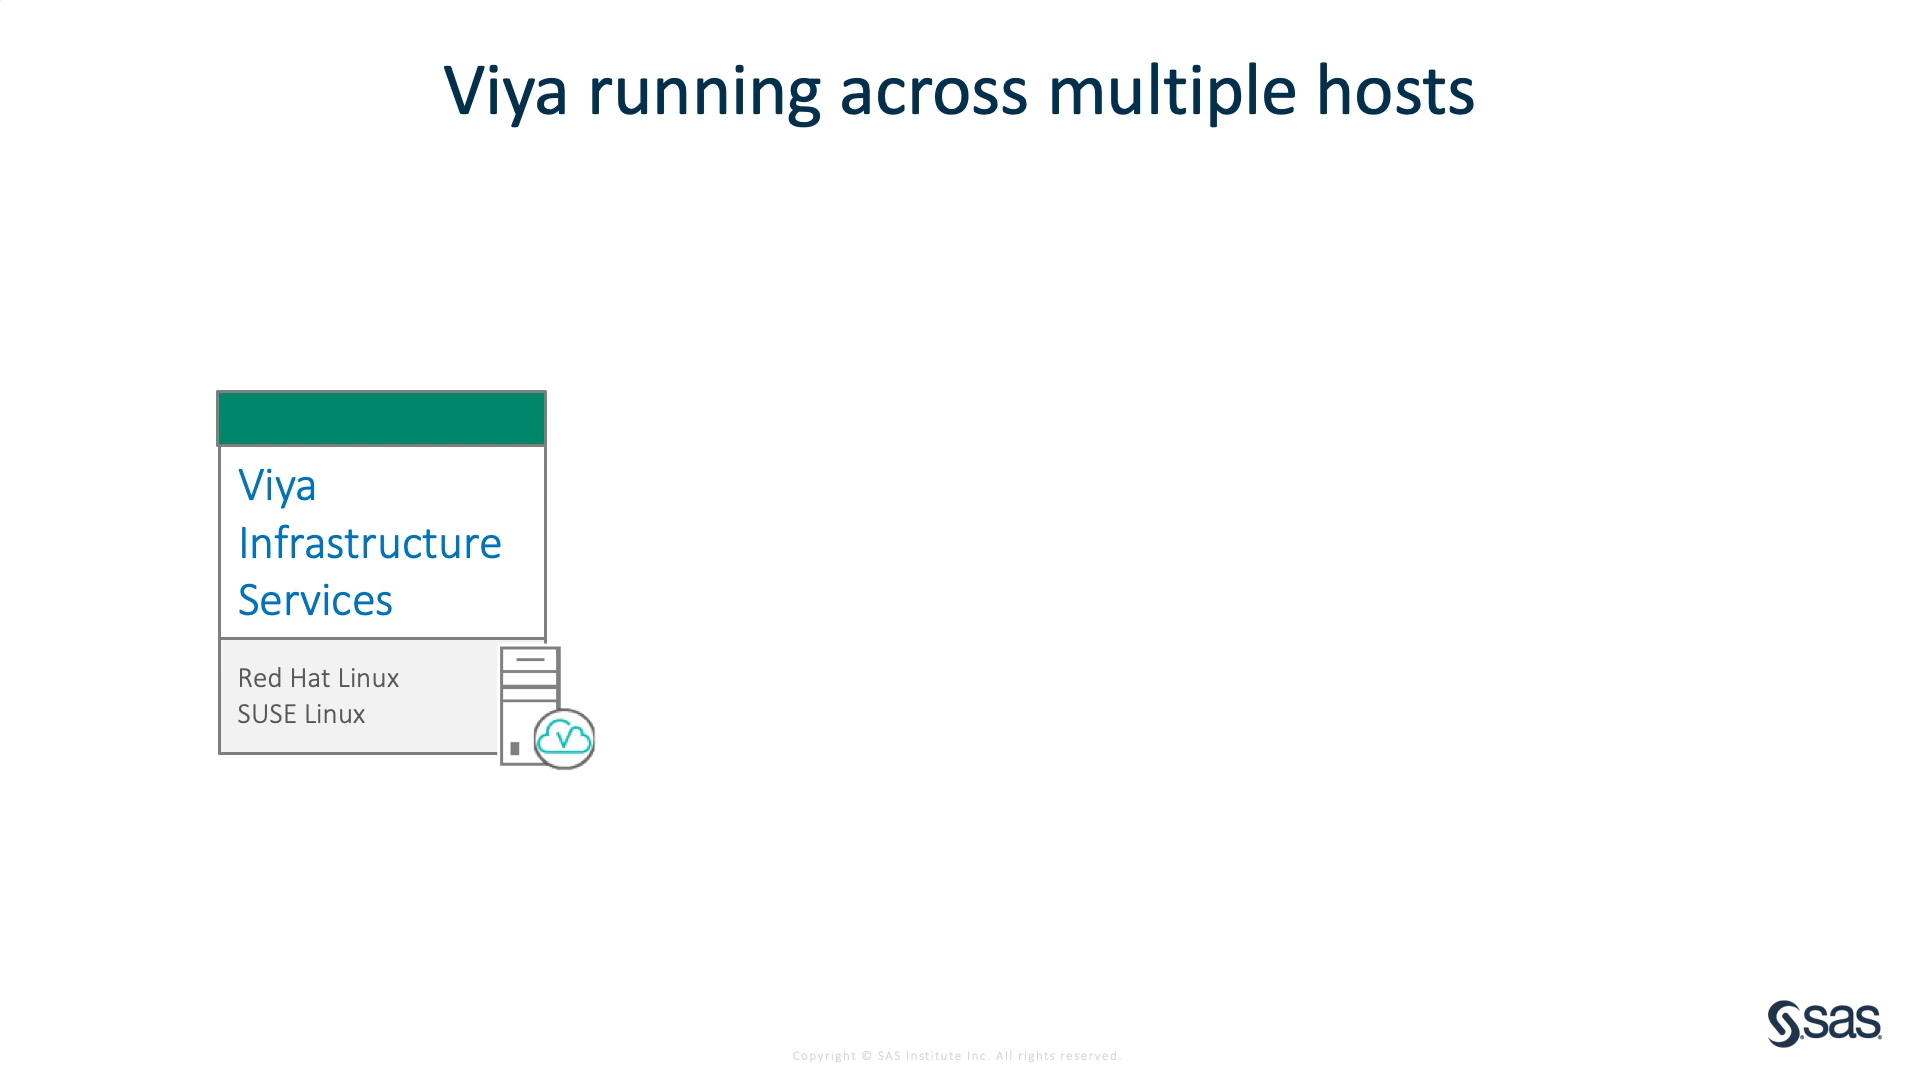 Viya running across multiple hosts
Viya
Infrastructure
Services
Red Hat Linux
SUSE Linux
V
sas
Copyright © SAS Institute Inc. All rights reserved.